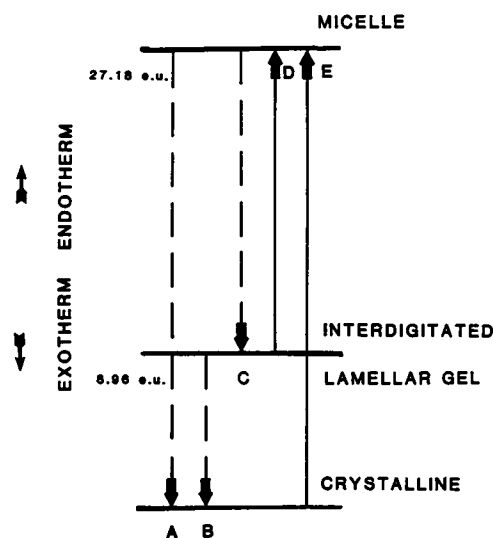 MICELLE
27.18 e.u.
D
E
ENDOTHERM
EXOTHERM
INTERDIGITATED
8.96 e.u.
C
LAMELLAR GEL
CRYSTALLINE
A
B